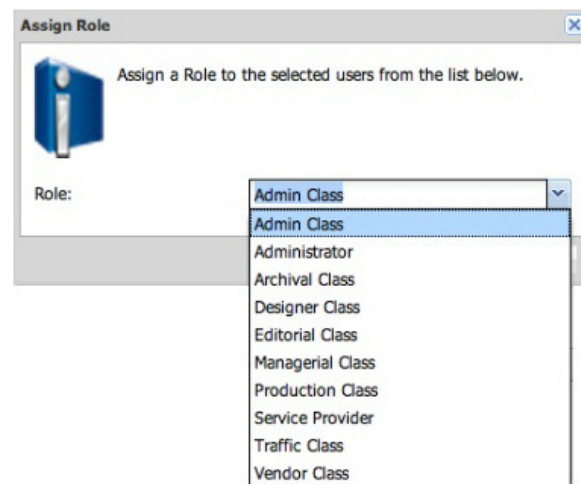 Assign Role
Assign a Role to the selected users from the list below.
Role:
Admin Class
Admin Class
Administrator
Archival Class
Designer Class
Editorial Class
Managerial Class
Production Class
Service Provider
Traffic Class
Vendor Class